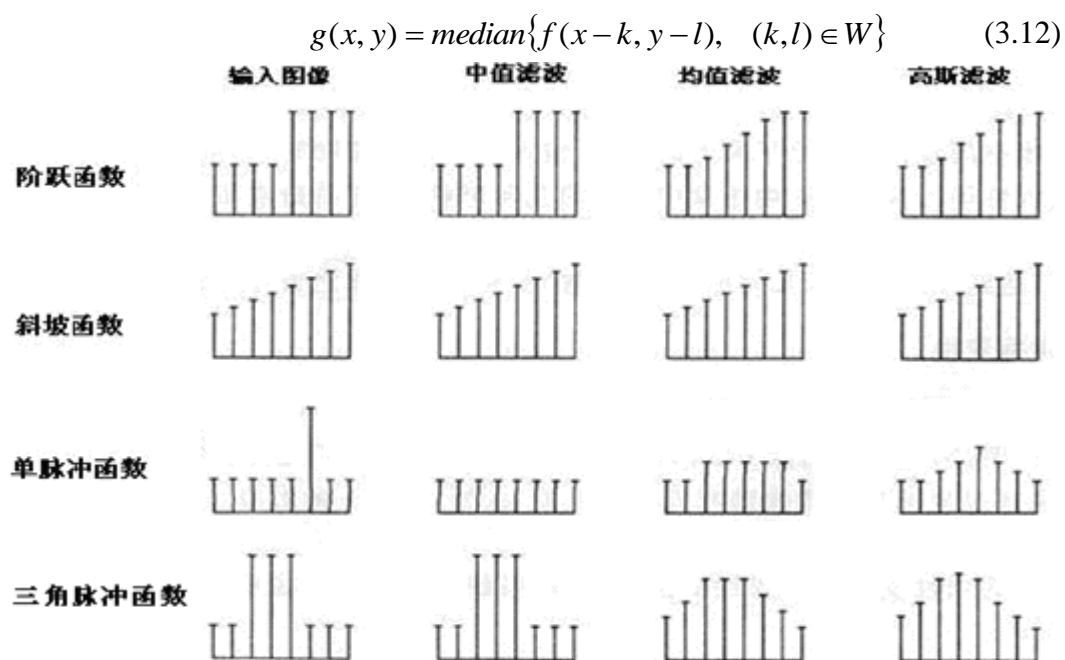 g(x, y) = median{f(x − k, y − l), (k, l) ∈ W} (3.12)
输入图像 中值滤波 均值滤波 高斯滤波
阶跃函数
斜坡函数
单脉冲函数
三角脉冲函数